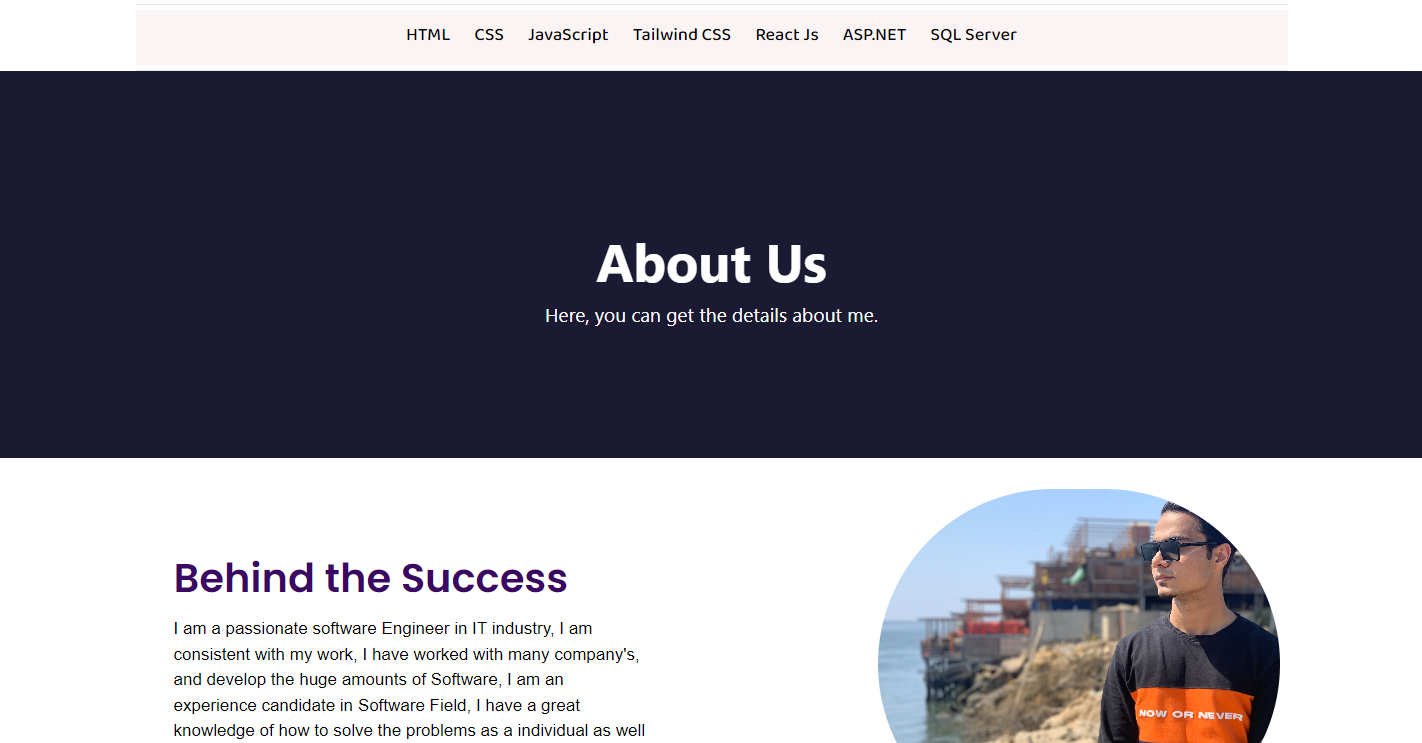 HTML CSS JavaScript Tailwind CSS React Js ASP.NET SQL Server
About Us
Here, you can get the details about me.
Behind the Success
I am a passionate software Engineer in IT industry, I am
consistent with my work, I have worked with many company's,
and develop the huge amounts of Software, I am an
experience candidate in Software Field, I have a great
knowledge of how to solve the problems as a individual as well
NOW OR NEVER